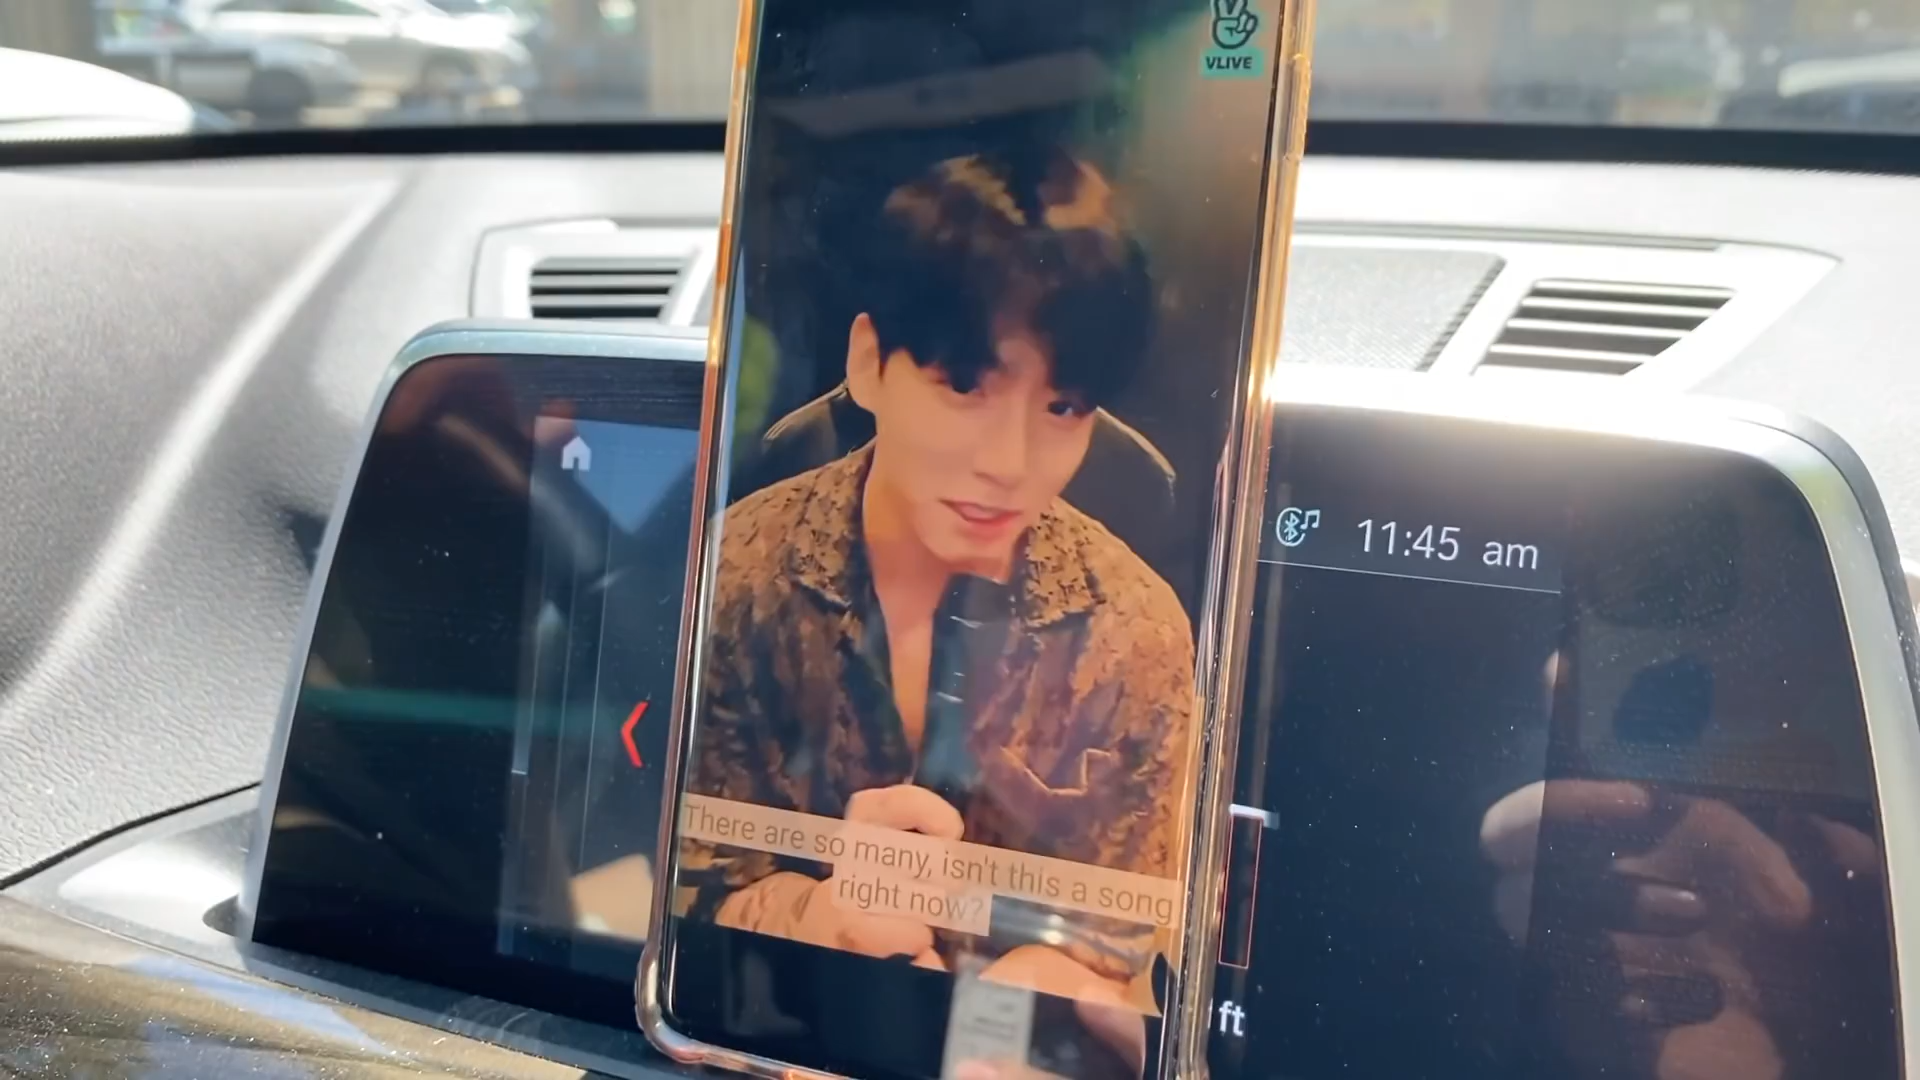 VLIVE
11:45 am
There are so many, isn't this a song
right now?
ft